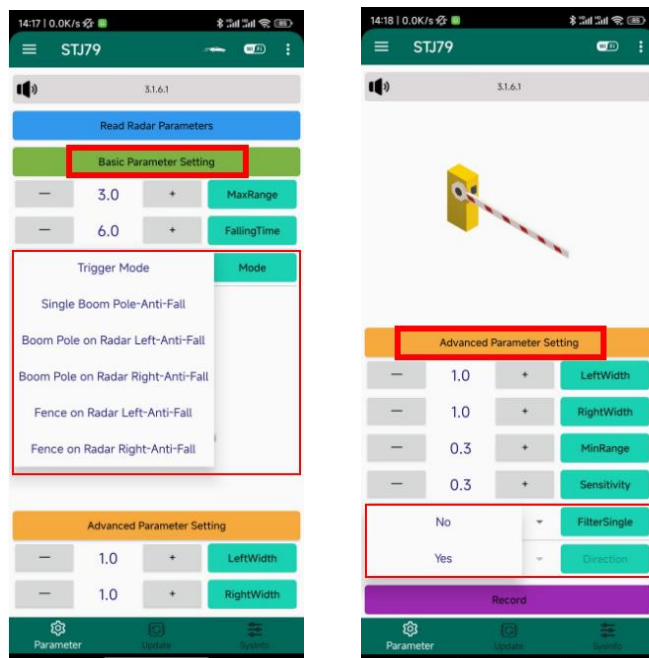 14:17 | 0.0K/s
85
STJ79
WiFi
3.1.6.1
Read Radar Parameters
Basic Parameter Setting
— 3.0 + MaxRange
— 6.0 + FallingTime
Trigger Mode Mode
Single Boom Pole-Anti-Fall
Boom Pole on Radar Left-Anti-Fall
Boom Pole on Radar Right-Anti-Fall
Fence on Radar Left-Anti-Fall
Fence on Radar Right-Anti-Fall
Advanced Parameter Setting
— 1.0 + LeftWidth
— 1.0 + RightWidth
Parameter Update SysInfo
14:18 | 0.0K/s
STJ79
3.1.6.1
Advanced Parameter Setting
— 1.0 + LeftWidth
— 1.0 + RightWidth
— 0.3 + MinRange
— 0.3 + Sensitivity
No FilterSingle
Yes Direction
Record
Parameter Update SysInfo